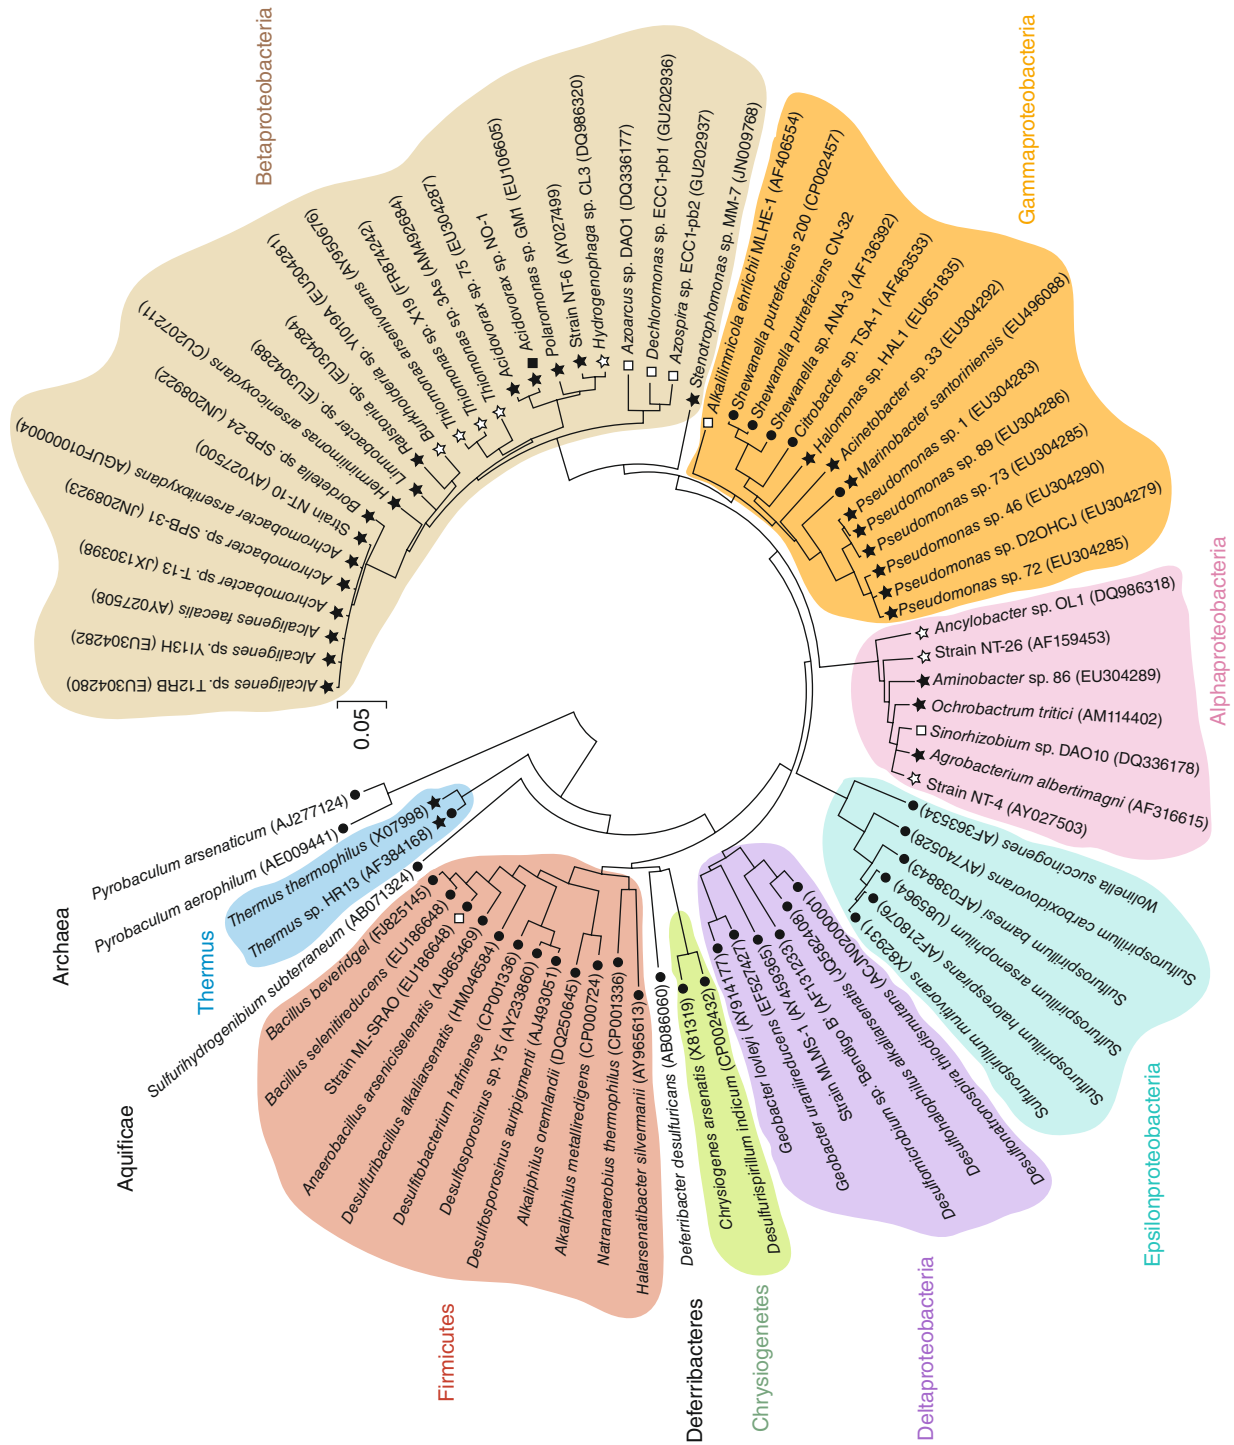 Betaproteobacteria
Alcaligenes sp. T12RB (EU304280)
Alcaligenes sp. YI13H (EU304282)
Alcaligenes faecalis (AY027508)
Achromobacter sp. T-13 (JX130398)
Achromobacter sp. SPB-31 (JN208923)
Achromobacter arsenitoxydans (AGUF01000004)
Strain NT-10 (AY027500)
Bordetella sp. SPB-24 (JN208922)
Herminiimonas arsenicoxydans (CU207211)
Limnobacter sp. (EU304288)
Ralstonia sp. (EU304284)
Burkholderia sp. YI019A (EU304281)
Thiomonas arsenivorans (AY950676)
Thiomonas sp. X19 (FR874242)
Thiomonas sp. 3As (AM492684)
Acidovorax sp. 75 (EU304287)
Acidovorax sp. NO-1
Polaromonas sp. GM1 (EU106605)
Strain NT-6 (AY027499)
Hydrogenophaga sp. CL3 (DQ986320)
Azoarcus sp. DAO1 (DQ336177)
Dechloromonas sp. ECC1-pb1 (GU202936)
Azospira sp. ECC1-pb2 (GU202937)
Stenotrophomonas sp. MM-7 (JN009768)
Gammaproteobacteria
Alkalilimnicola ehrlichii MLHE-1 (AF406554)
Shewanella putrefaciens 200 (CP002457)
Shewanella putrefaciens CN-32
Shewanella sp. ANA-3 (AF136392)
Citrobacter sp. TSA-1 (AF463533)
Halomonas sp. HAL1 (EU651835)
Acinetobacter sp. 33 (EU304292)
Marinobacter santoriniensis (EU496088)
Pseudomonas sp. 1 (EU304283)
Pseudomonas sp. 89 (EU304286)
Pseudomonas sp. 73 (EU304285)
Pseudomonas sp. 46 (EU304290)
Pseudomonas sp. D2OHCJ (EU304279)
Pseudomonas sp. 72 (EU304285)
Alphaproteobacteria
Ancylobacter sp. OL1 (DQ986318)
Strain NT-26 (AF159453)
Aminobacter sp. 86 (EU304289)
Ochrobactrum tritici (AM114402)
Sinorhizobium sp. DAO10 (DQ336178)
Agrobacterium albertimagni (AF316615)
Strain NT-4 (AY027503)
Epsilonproteobacteria
Wolinella succinogenes (AF363534)
Sulfurospirillum carboxidovorans (AY740528)
Sulfurospirillum barnesi (AF038843)
Sulfurospirillum arsenophilum (U85964)
Sulfurospirillum halorespirans (AF218076)
Sulfurospirillum multivorans (X82931)
Deltaproteobacteria
Desulfonatronospira thiodismutans (ACJN02000001)
Desulfohalophilus alkaliarsenatis (JQ582408)
Desulfomicrobium sp. Bendigo B (AF131233)
Strain MLMS-1 (AY459365)
Geobacter uraniireducens (EF527427)
Geobacter lovleyi (AY914177)
Chrysiogenetes
Desulfurispirillum indicum (CP002432)
Chrysiogenes arsenatis (X81319)
Deferribacteres
Deferribacter desulfuricans (AB086060)
Firmicutes
Halarsenatibacter silvermanii (AY965613)
Natranaerobius thermophilus (CP001336)
Alkaliphilus metalliredigens (CP000724)
Alkaliphilus oremlandii (DQ250645)
Desulfosporosinus auripigmenti (AJ493051)
Desulfosporosinus sp. Y5 (AY233860)
Desulfitobacterium hafniense (CP001336)
Desulfuribacillus alkaliarsenatis (HM046584)
Anaerobacillus arseniciselenatis (AJ865469)
Strain ML-SRAO (EU186648)
Bacillus selenitireducens (EU186648)
Bacillus beveridgei (FJ825145)
Aquificae
Sulfurihydrogenibium subterraneum (AB071324)
Thermus
Thermus sp. HR13 (AF384168)
Thermus thermophilus (X07998)
Archaea
Pyrobaculum aerophilum (AE009441)
Pyrobaculum arsenaticum (AJ277124)
0.05